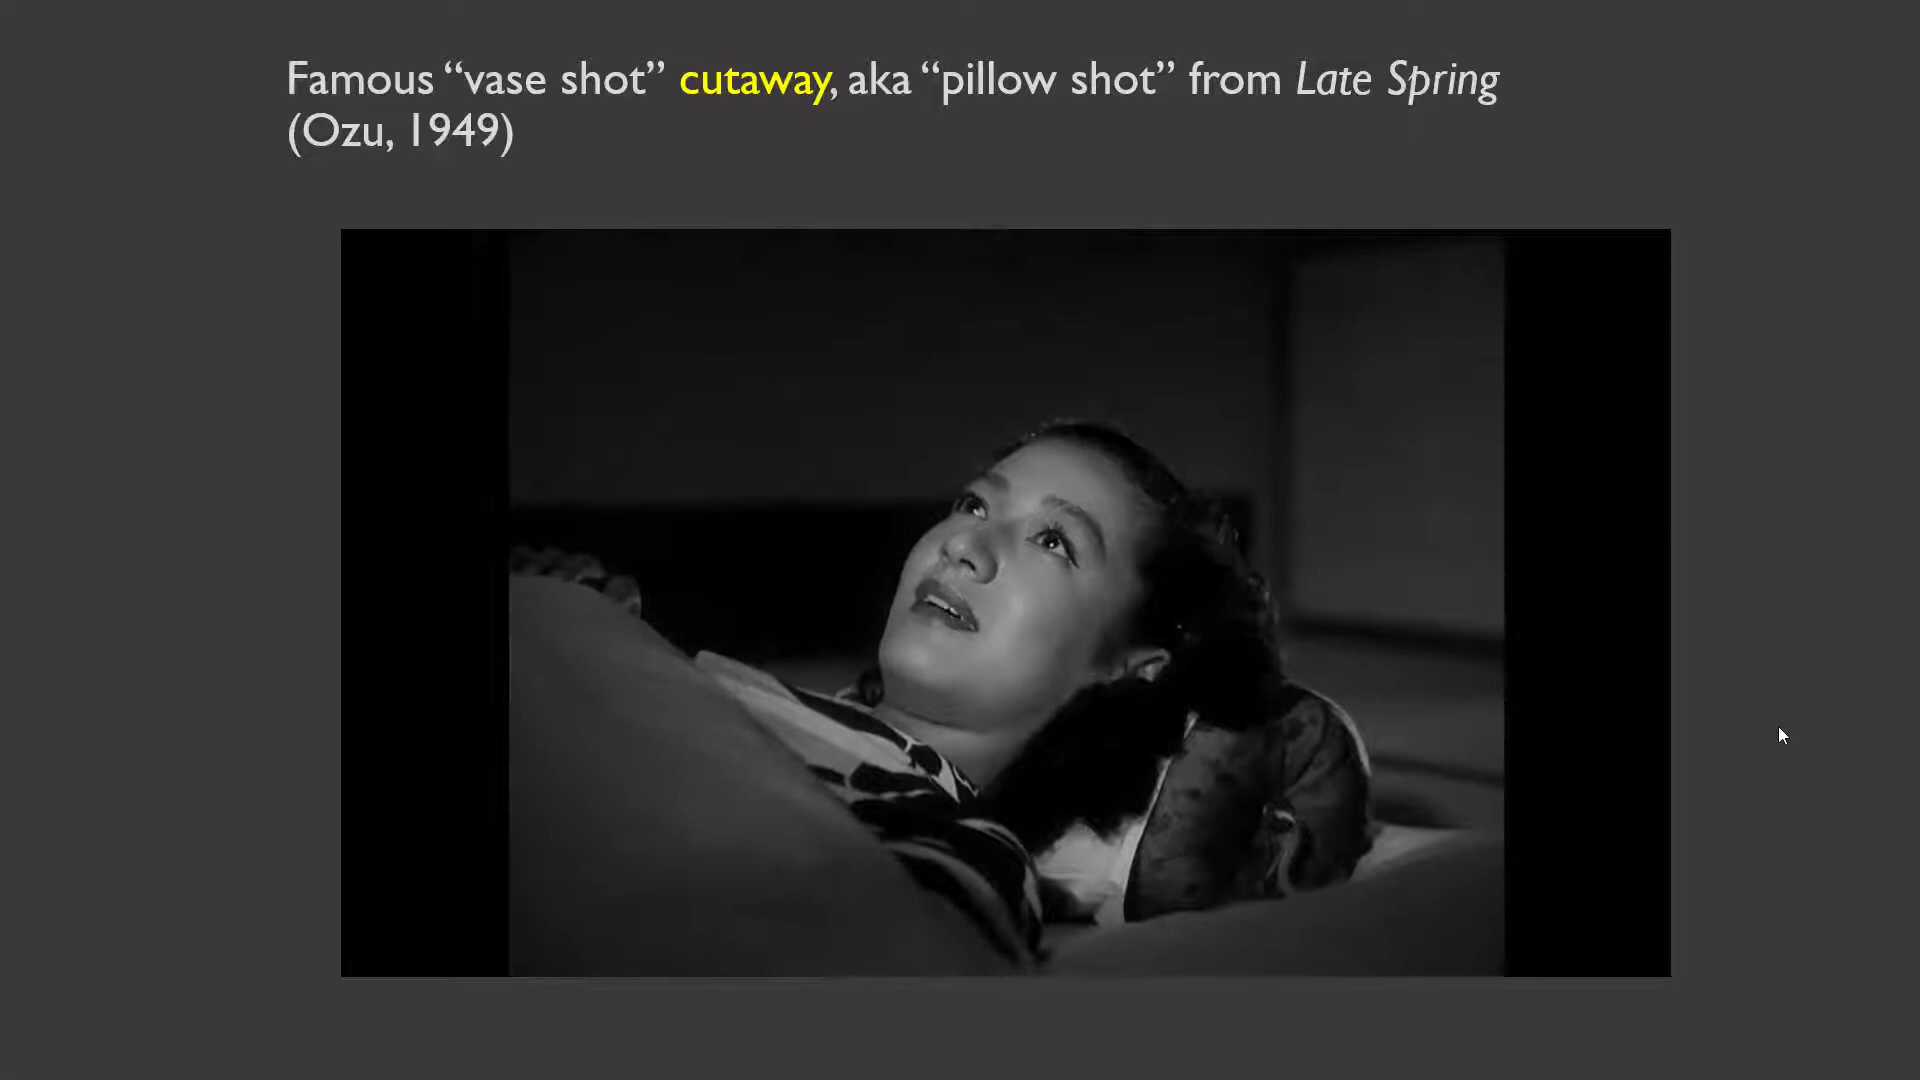 Famous “vase shot” cutaway, aka “pillow shot” from Late Spring
(Ozu, 1949)